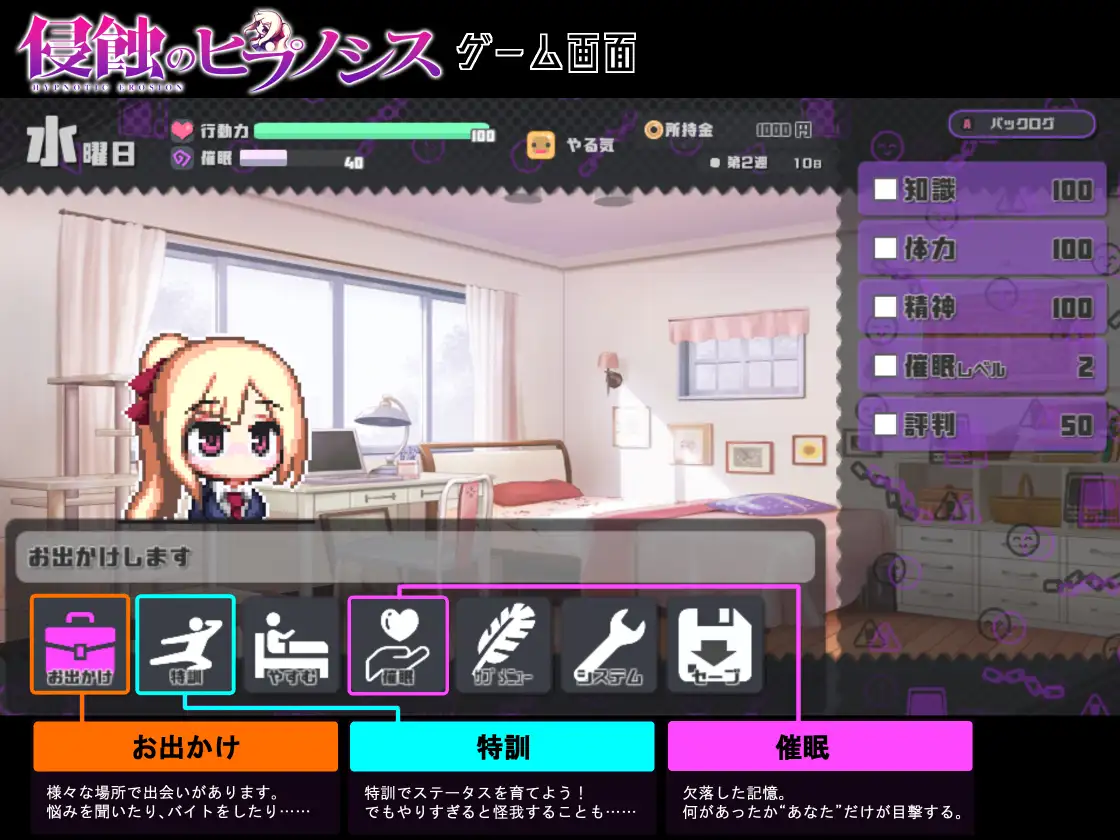 侵蝕のヒプノシス
HYPNOTIC EROSION
ゲーム画面
水曜日
行動力 100
催眠 40
やる気
所持金 1000円
第2週 10日
A バックログ
知識 100
体力 100
精神 100
催眠レベル 2
評判 50
お出かけします
お出かけ
特訓
やすむ
催眠
サブメニュー
システム
セーブ
お出かけ
様々な場所で出会いがあります。
悩みを聞いたり、バイトをしたり……
特訓
特訓でステータスを育てよう！
でもやりすぎると怪我することも……
催眠
欠落した記憶。
何があったか“あなた”だけが目撃する。